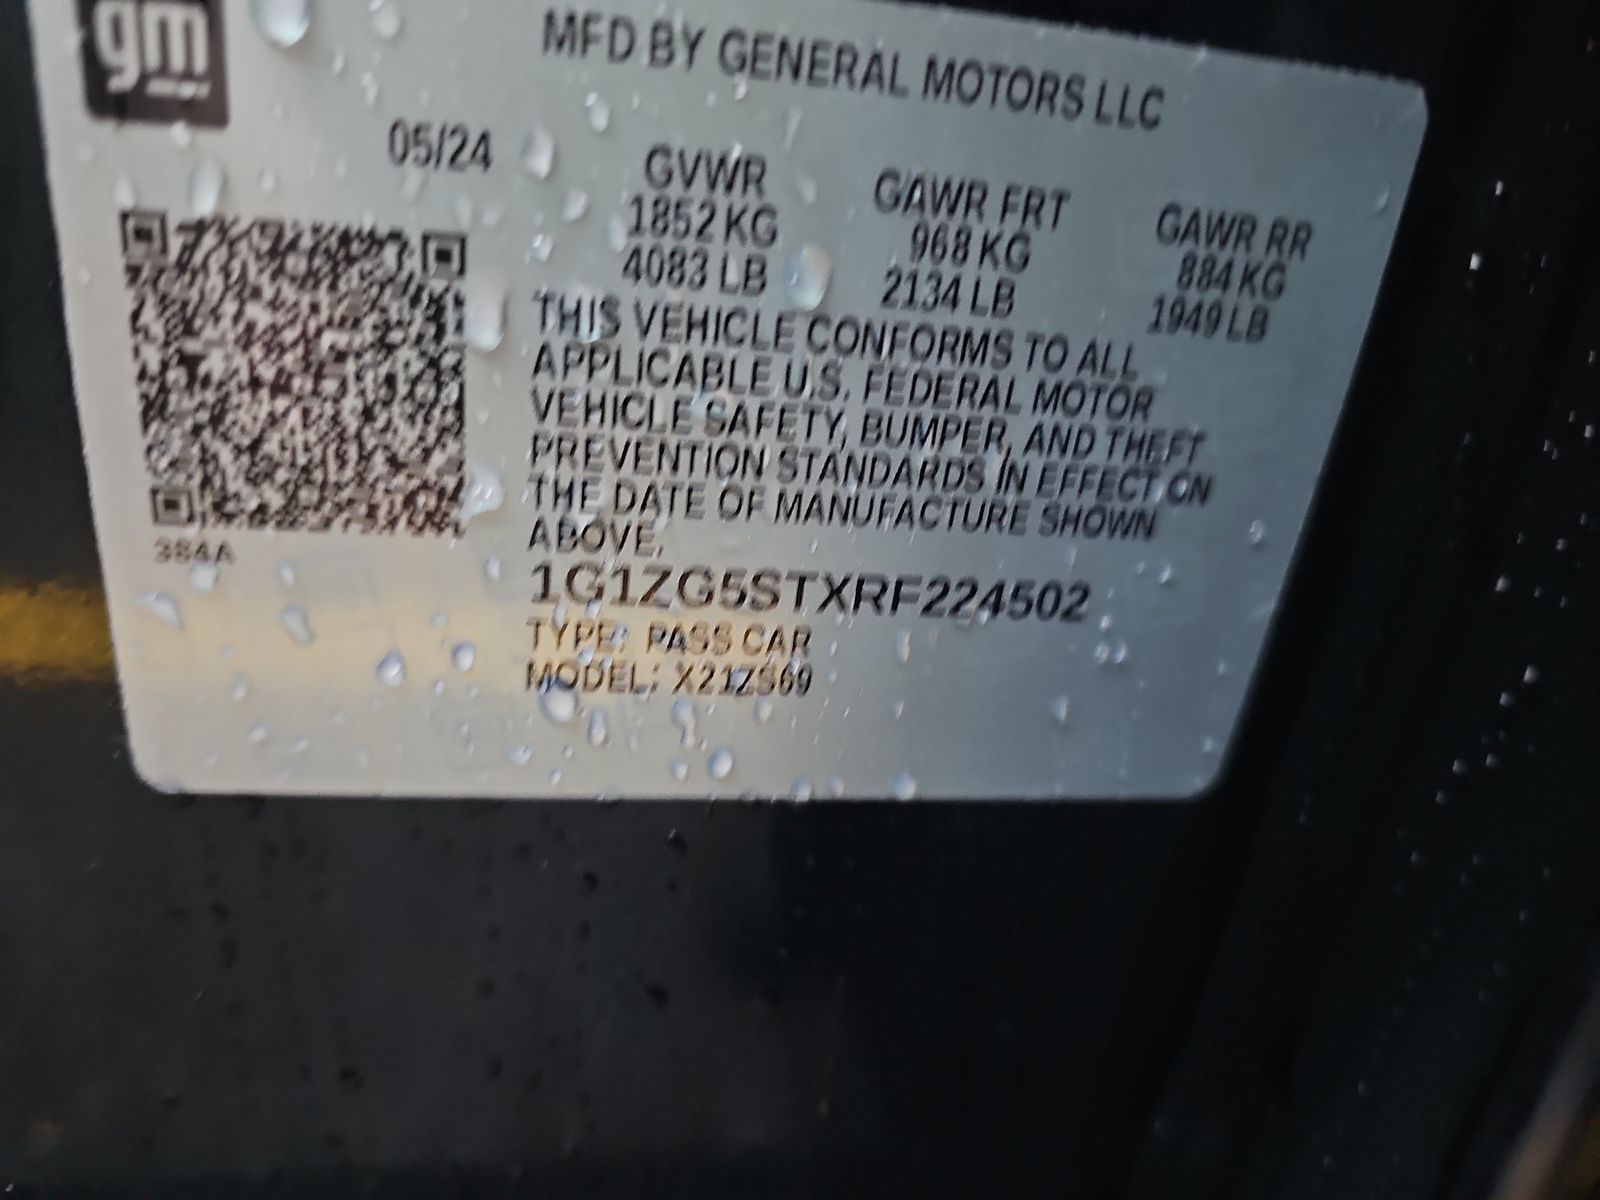 gm
MFD BY GENERAL MOTORS LLC
05/24
GVWR
1852 KG
4083 LB
GAWR FRT
968 KG
2134 LB
GAWR RR
884 KG
1949 LB
THIS VEHICLE CONFORMS TO ALL
APPLICABLE U.S. FEDERAL MOTOR
VEHICLE SAFETY, BUMPER, AND THEFT
PREVENTION STANDARDS IN EFFECT ON
THE DATE OF MANUFACTURE SHOWN
ABOVE.
384A
1G1ZG5STXRF224502
TYPE: PASS CAR
MODEL: X21ZS69